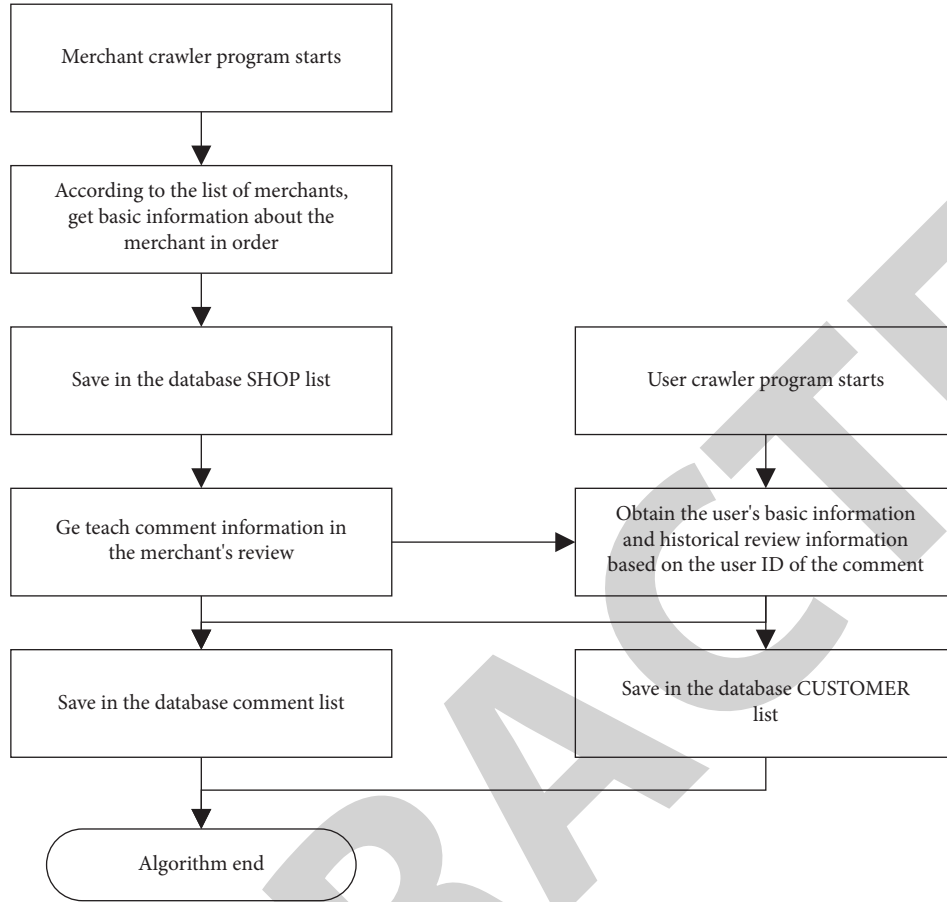 Merchant crawler program starts
According to the list of merchants,
get basic information about the
merchant in order
Save in the database SHOP list
User crawler program starts
Ge teach comment information in
the merchant's review
Obtain the user's basic information
and historical review information
based on the user ID of the comment
Save in the database comment list
Save in the database CUSTOMER
list
Algorithm end
RACTE